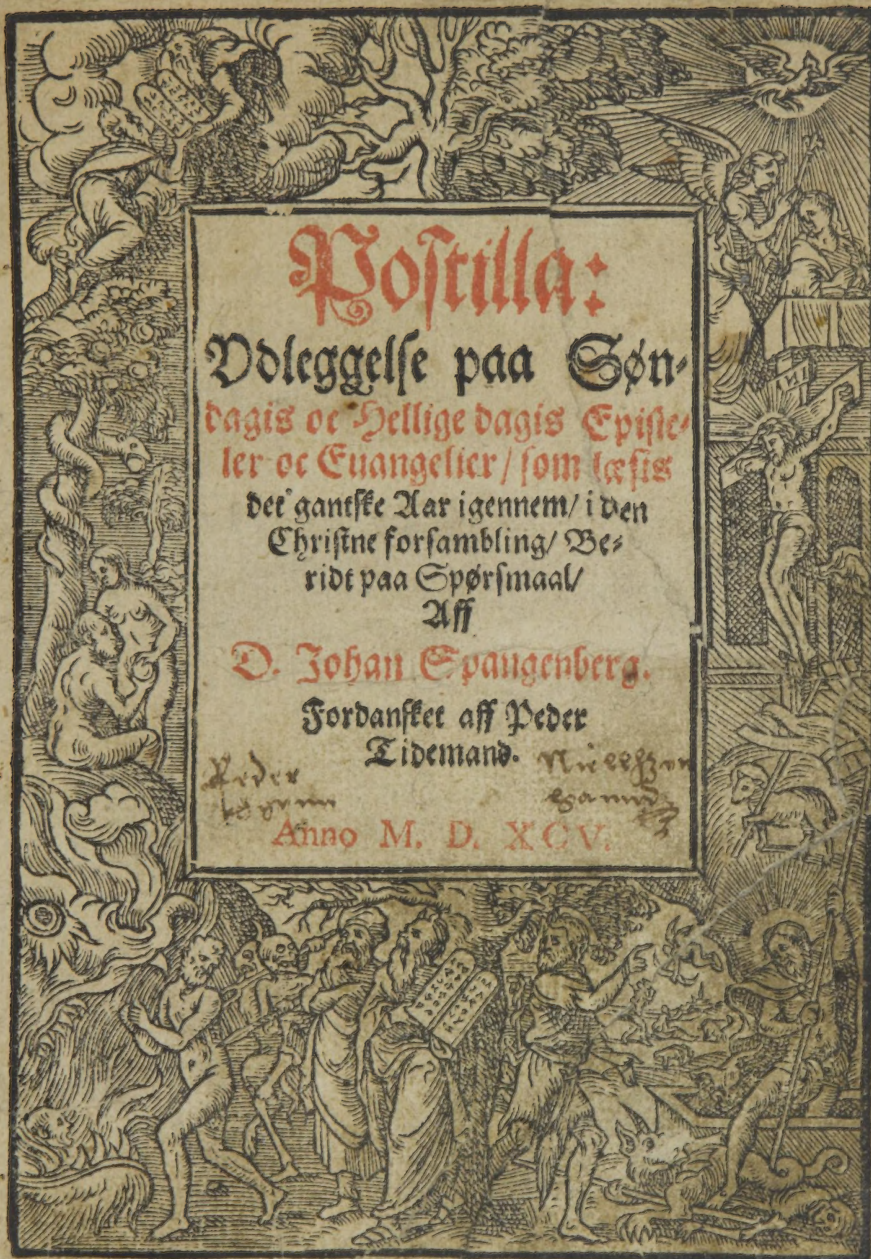 Postilla:
Vdleggelse paa Søn-
dagis oc Hellige dagis Episte-
ler oc Euangelier/ som læsis
det gantske Aar igennem/ i den
Christne forsambling/ Be-
ridt paa Spørsmaal/
Aff
D. Johan Spangenberg.
Fordansket aff Peder
Tidemand.
Peder
Anno M. D. XCV.